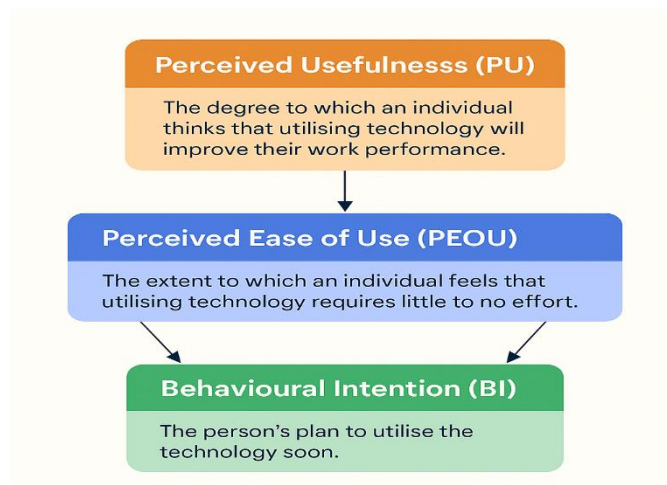 Perceived Usefulnesss (PU)
The degree to which an individual
thinks that utilising technology will
improve their work performance.
Perceived Ease of Use (PEOU)
The extent to which an individual feels that
utilising technology requires little to no effort.
Behavioural Intention (BI)
The person’s plan to utilise the
technology soon.